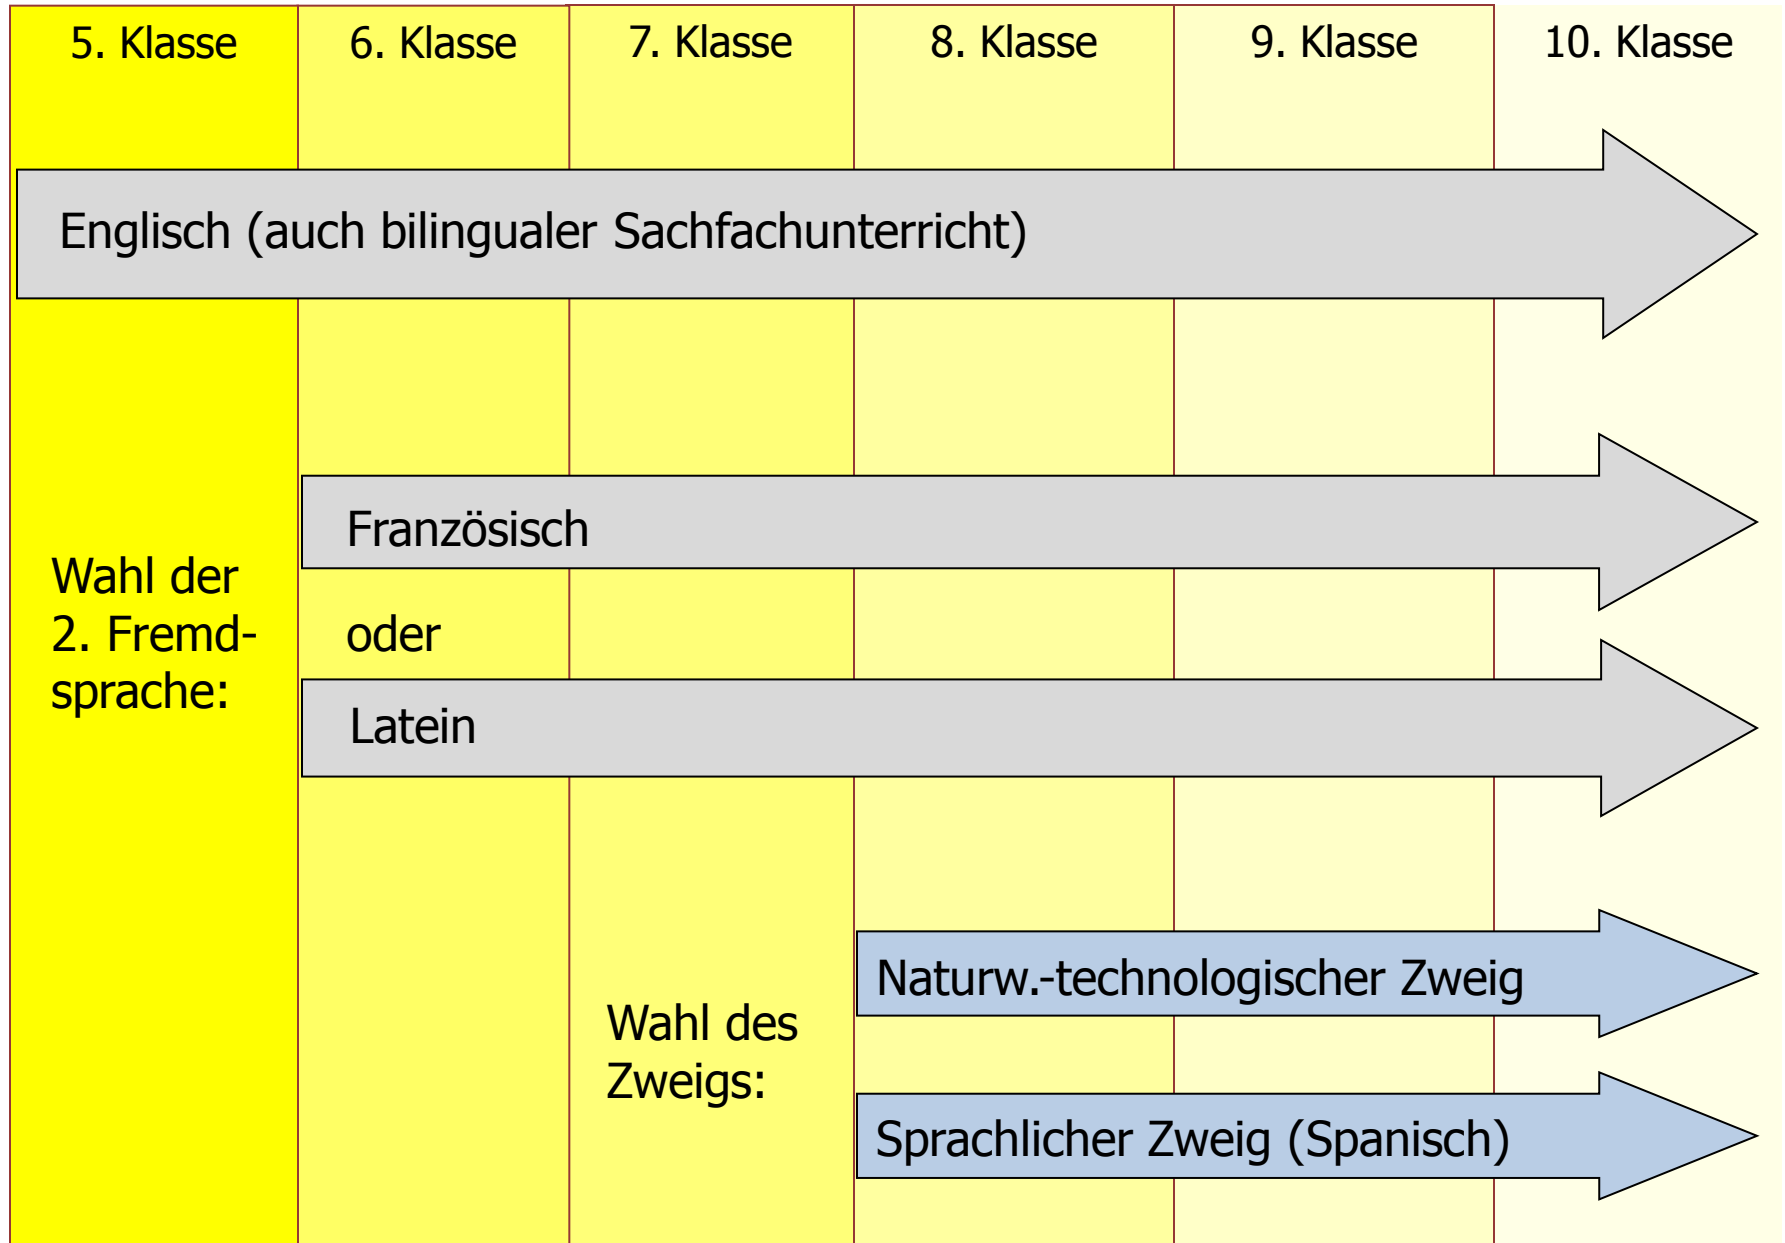 5. Klasse
6. Klasse
7. Klasse
8. Klasse
9. Klasse
10. Klasse
Englisch (auch bilingualer Sachfachunterricht)
Wahl der
2. Fremd-
sprache:
Französisch
oder
Latein
Wahl des
Zweigs:
Naturw.-technologischer Zweig
Sprachlicher Zweig (Spanisch)